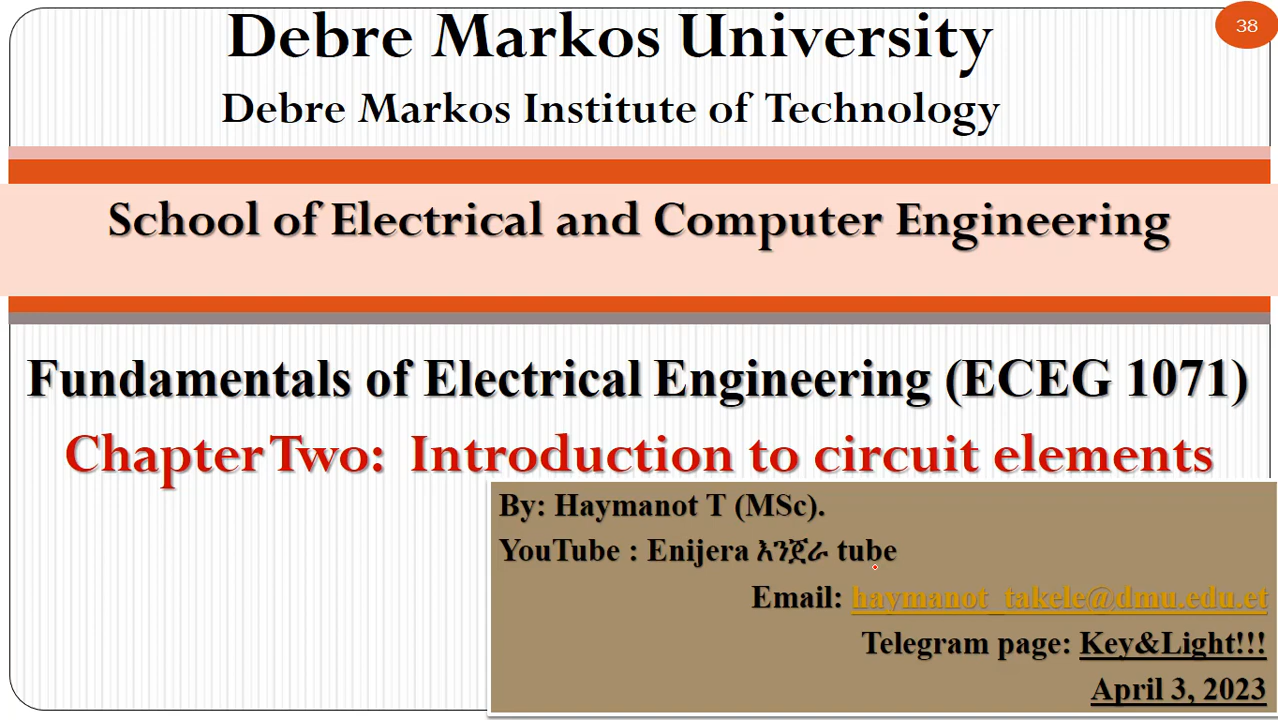 38
Debre Markos University
Debre Markos Institute of Technology
School of Electrical and Computer Engineering
Fundamentals of Electrical Engineering (ECEG 1071)
Chapter Two: Introduction to circuit elements
By: Haymanot T (MSc).
YouTube : Enijera እንጀራ tube
Email: haymanot_takele@dmu.edu.et
Telegram page: Key&Light!!!
April 3, 2023